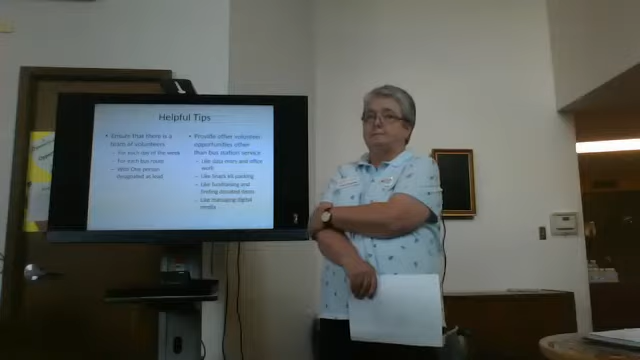 Helpful Tips
• Ensure that there is a
team of volunteers
– For each day of the week
– For each bus route
– With One person
designated as lead
• Provide other volunteer
opportunities other
than bus station service
– Like data entry and office
work
– Like Snack kit packing
– Like fundraising and
finding donated items
– Like managing digital
media